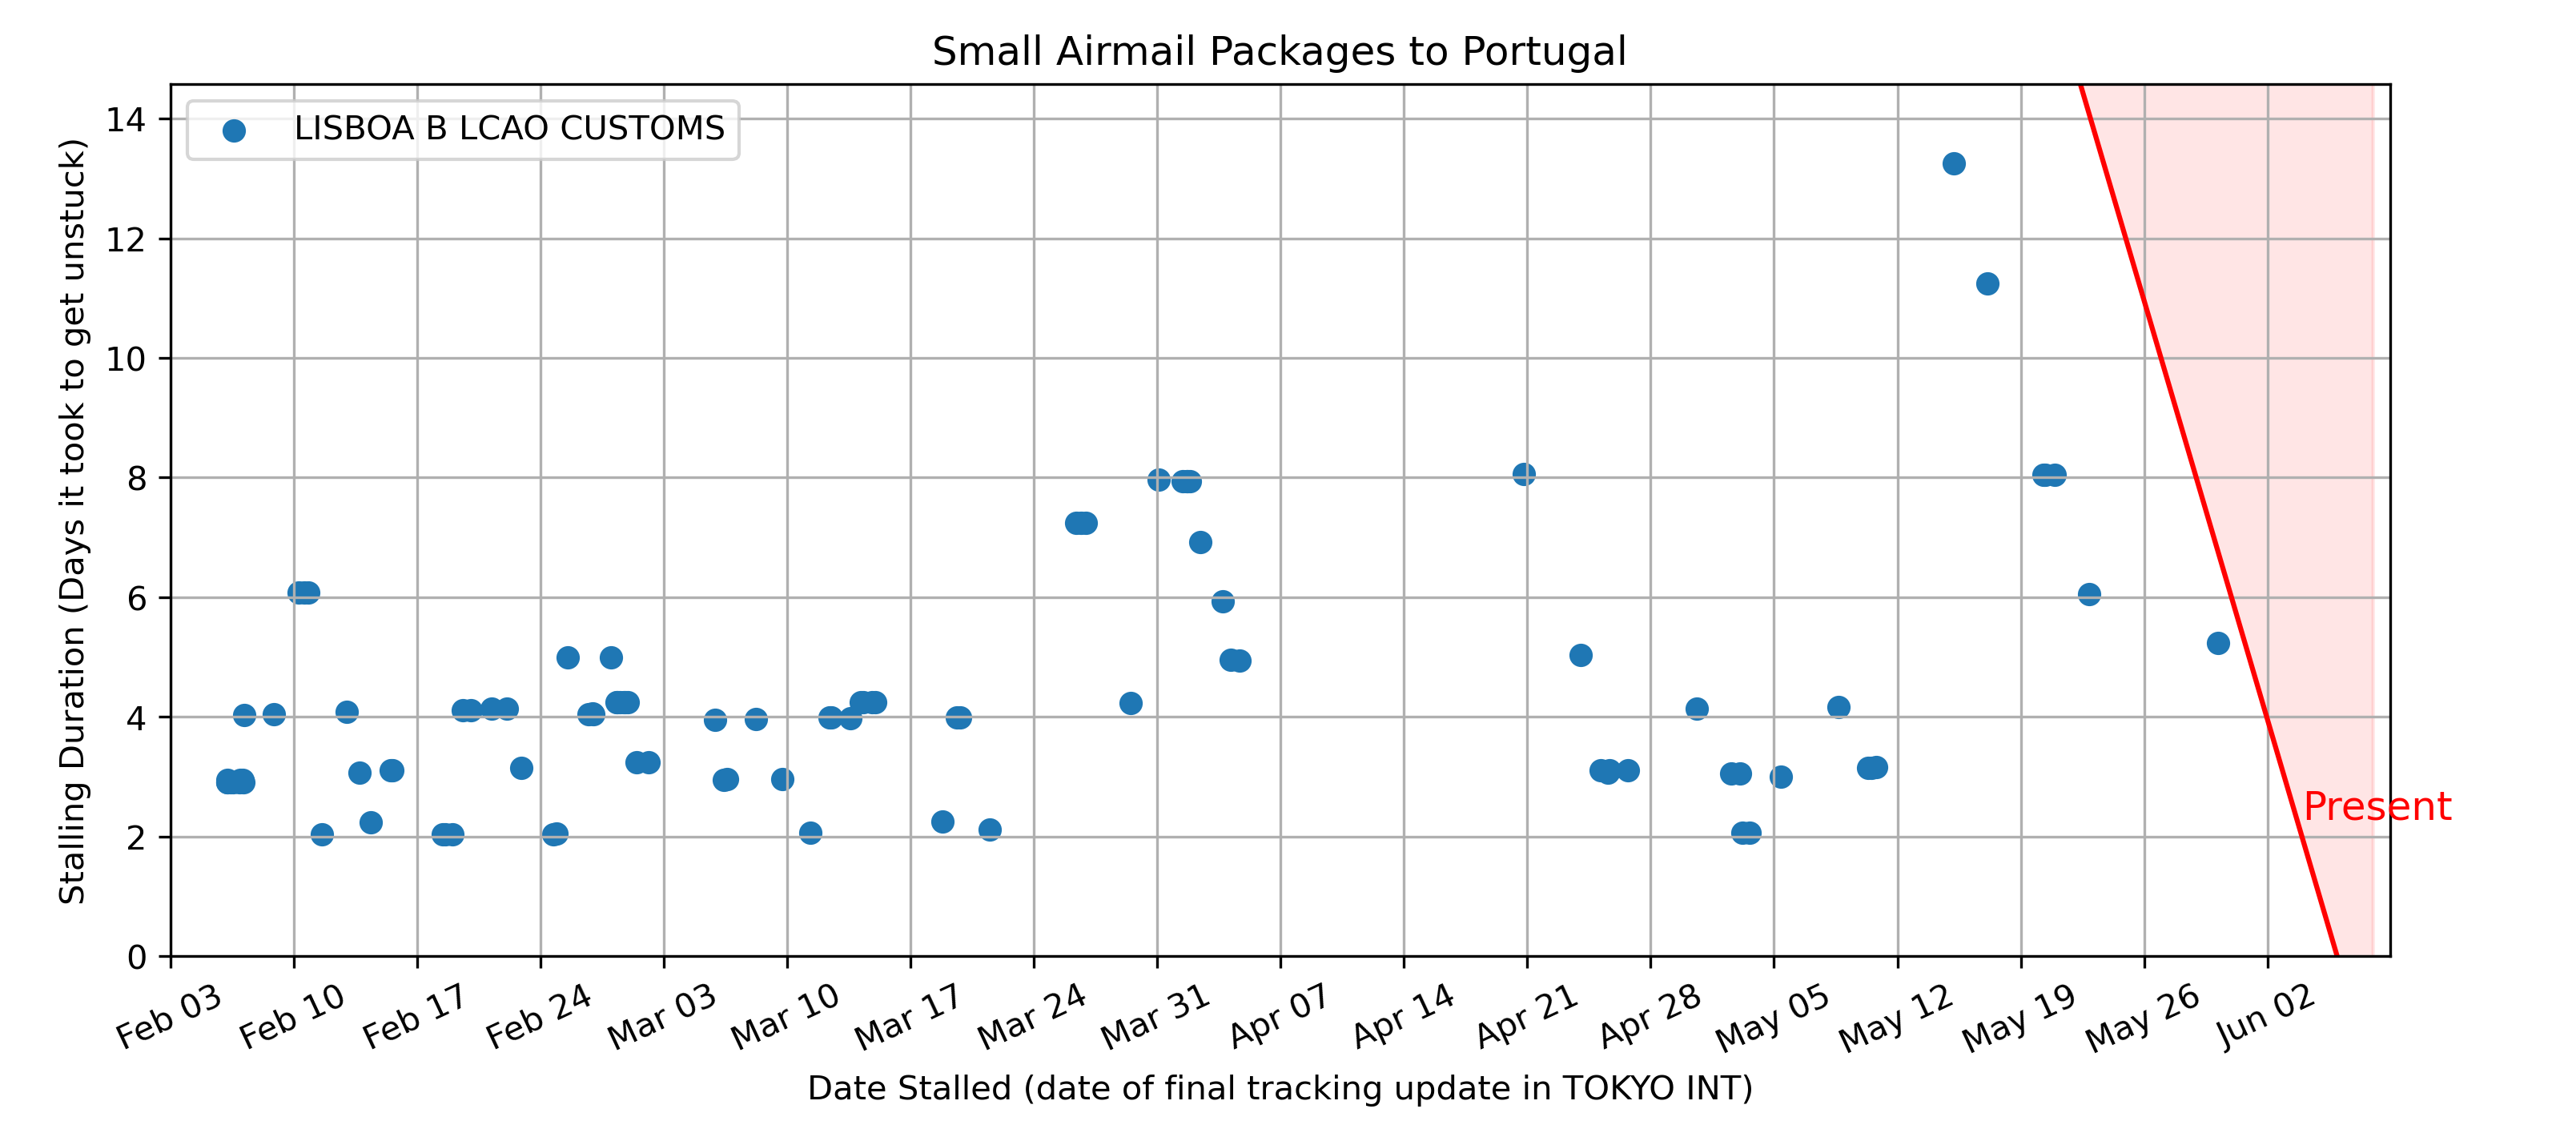 Small Airmail Packages to Portugal
LISBOA B LCAO CUSTOMS
Stalling Duration (Days it took to get unstuck)
14
12
10
8
6
4
2
0
Present
Feb 03
Feb 10
Feb 17
Feb 24
Mar 03
Mar 10
Mar 17
Mar 24
Mar 31
Apr 07
Apr 14
Apr 21
Apr 28
May 05
May 12
May 19
May 26
Jun 02
Date Stalled (date of final tracking update in TOKYO INT)